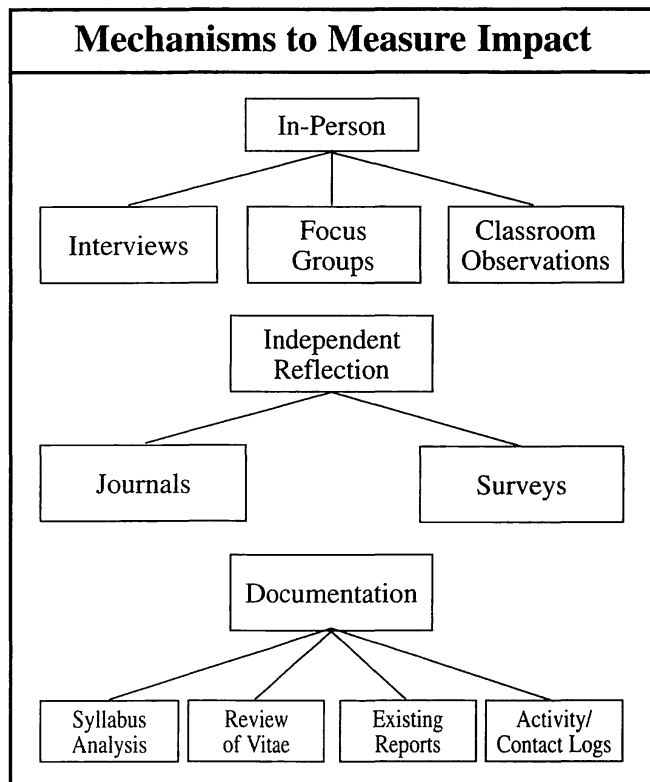 Mechanisms to Measure Impact
In-Person
Interviews
Focus
Groups
Classroom
Observations
Independent
Reflection
Journals
Surveys
Documentation
Syllabus
Analysis
Review
of Vitae
Existing
Reports
Activity/
Contact Logs